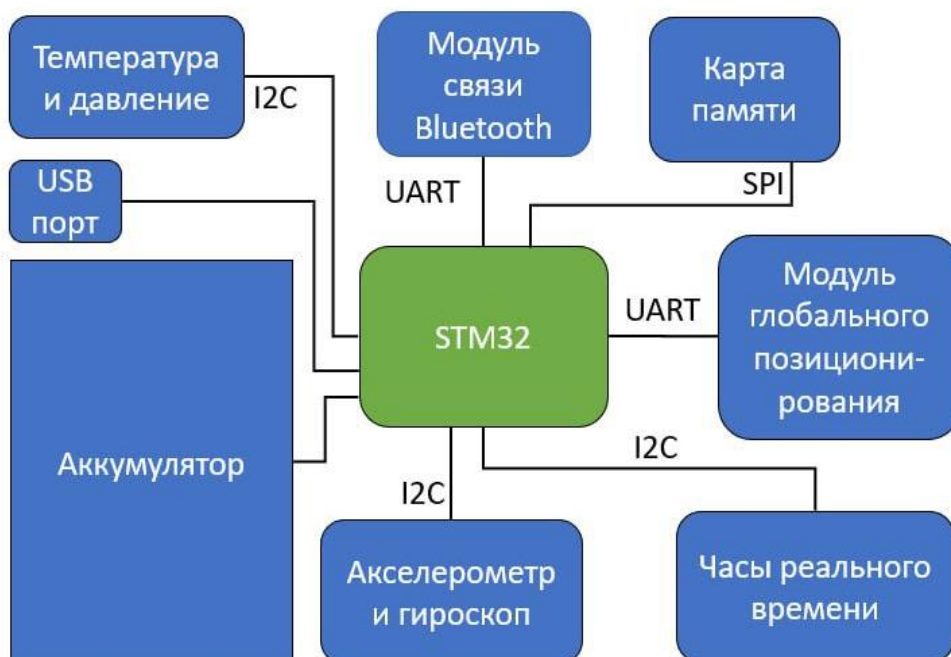 Температура
и давление
I2C
Модуль
связи
Bluetooth
UART
Карта
памяти
SPI
USB
порт
STM32
UART
Модуль
глобального
позициони-
рования
Аккумулятор
I2C
Акселерометр
и гироскоп
I2C
Часы реального
времени